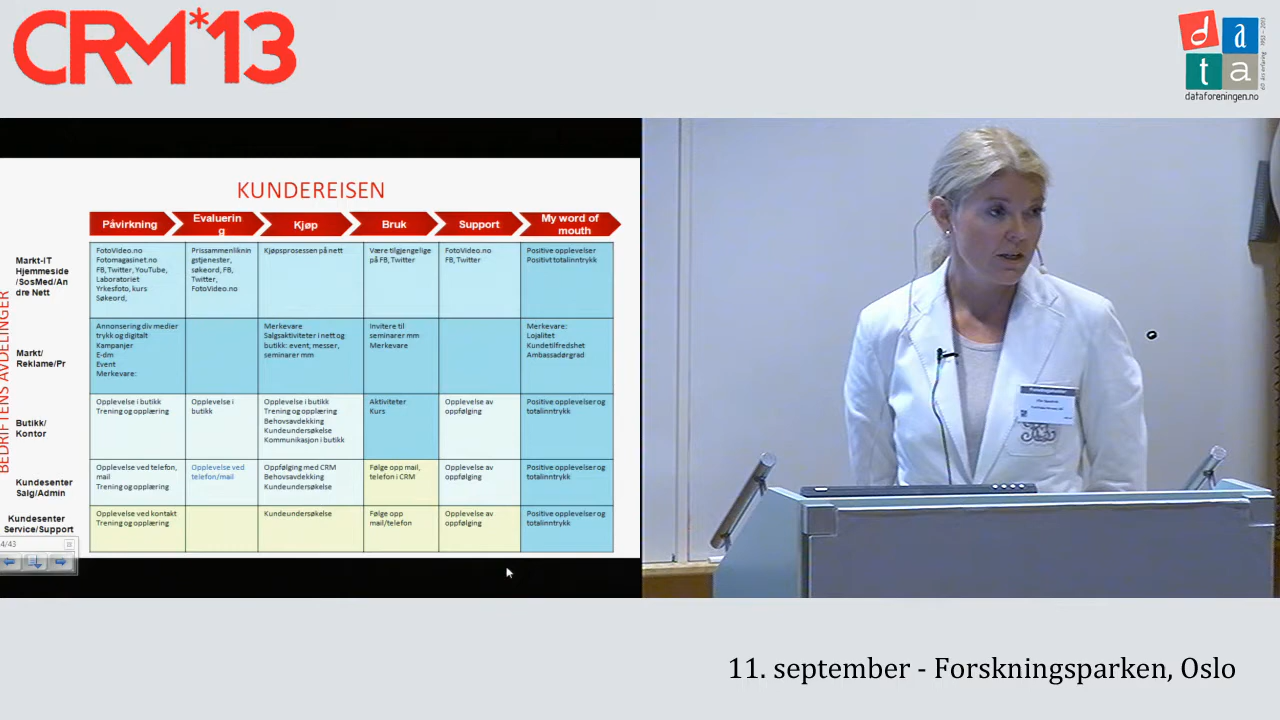 CRM*13
data
dataforeningen.no
KUNDEREISEN
Påvirkning
Evaluerin
g
Kjøp
Bruk
Support
My word of
mouth
BEDRIFTENS AVDELINGER
Markt-IT
Hjemmeside
/SosMed/An
dre Nett
FotoVideo.no
Fotomagasinet.no
FB, Twitter, YouTube,
Laboratoriet
Yrkesfoto, kurs
Søkeord,
Prissammenliknin
gstjenester,
søkeord, FB,
Twitter,
FotoVideo.no
Kjøpsprosessen på nett
Være tilgjengelige
på FB, Twitter
FotoVideo.no
FB, Twitter
Positive opplevelser
Positivt totalinntrykk
Markt/
Reklame/Pr
Annonsering div medier
trykk og digitalt
Kampanjer
E-dm
Event
Merkevare:
Merkevare
Salgsaktiviteter i nett og
butikk: event, messer,
seminarer mm
Invitere til
seminarer mm
Merkevare
Merkevare:
Lojalitet
Kundetilfredshet
Ambassadørgrad
Butikk/
Kontor
Opplevelse i butikk
Trening og opplæring
Opplevelse i
butikk
Opplevelse i butikk
Trening og opplæring
Behovsavdekking
Kundeundersøkelse
Kommunikasjon i butikk
Aktiviteter
Kurs
Opplevelse av
oppfølging
Positive opplevelser og
totalinntrykk
Kundesenter
Salg/Admin
Opplevelse ved telefon,
mail
Trening og opplæring
Opplevelse ved
telefon/mail
Oppfølging med CRM
Behovsavdekking
Kundeundersøkelse
Følge opp mail,
telefon i CRM
Opplevelse av
oppfølging
Positive opplevelser og
totalinntrykk
Kundesenter
Service/Support
Opplevelse ved kontakt
Trening og opplæring
Kundeundersøkelse
Følge opp
mail/telefon
Opplevelse av
oppfølging
Positive opplevelser og
totalinntrykk
4/43
11. september - Forskningsparken, Oslo